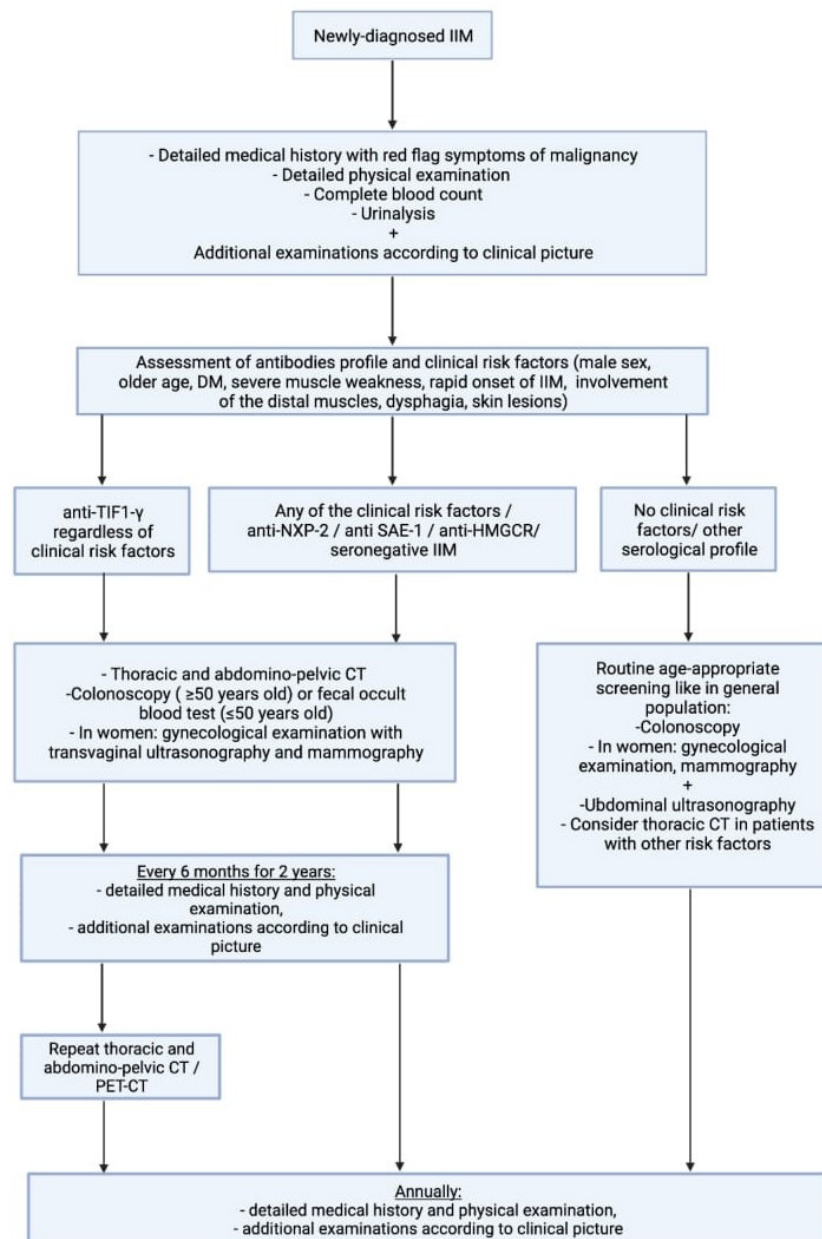 Newly-diagnosed IIM
- Detailed medical history with red flag symptoms of malignancy
- Detailed physical examination
- Complete blood count
- Urinalysis
+
Additional examinations according to clinical picture
Assessment of antibodies profile and clinical risk factors (male sex,
older age, DM, severe muscle weakness, rapid onset of IIM, involvement
of the distal muscles, dysphagia, skin lesions)
anti-TIF1-γ
regardless of
clinical risk factors
Any of the clinical risk factors /
anti-NXP-2 / anti SAE-1 / anti-HMGCR/
seronegative IIM
No clinical risk
factors/ other
serological profile
- Thoracic and abdomino-pelvic CT
-Colonoscopy ( ≥50 years old) or fecal occult
blood test (≤50 years old)
- In women: gynecological examination with
transvaginal ultrasonography and mammography
Routine age-appropriate
screening like in general
population:
-Colonoscopy
- In women: gynecological
examination, mammography
+
-Ubdominal ultrasonography
- Consider thoracic CT in patients
with other risk factors
Every 6 months for 2 years:
- detailed medical history and physical
examination,
- additional examinations according to clinical
picture
Repeat thoracic and
abdomino-pelvic CT /
PET-CT
Annually:
- detailed medical history and physical examination,
- additional examinations according to clinical picture